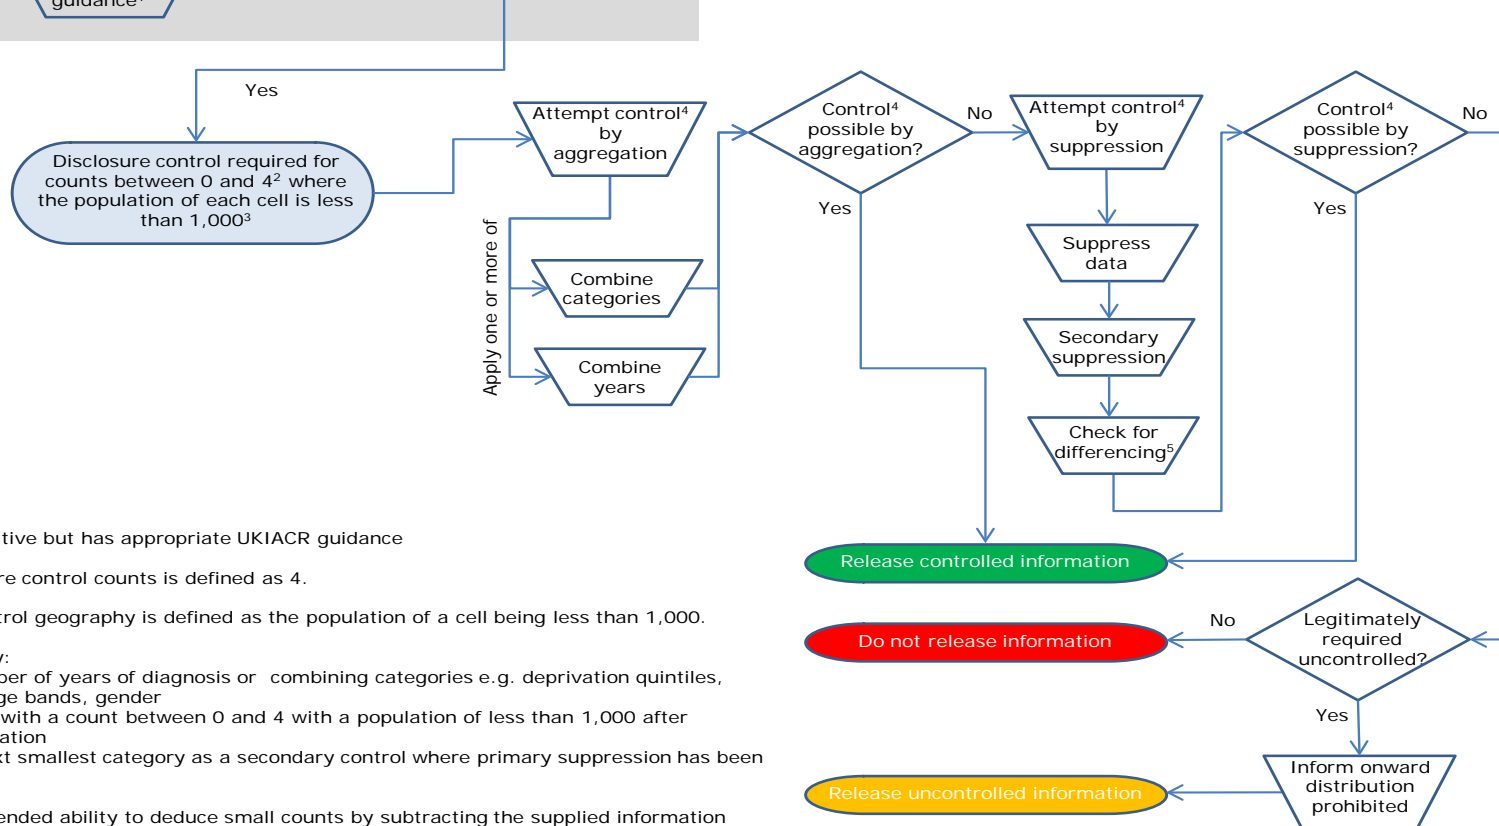 guidance
Yes
Disclosure control required for
counts between 0 and 4² where
the population of each cell is less
than 1,000³
Attempt control⁴
by
aggregation
Apply one or more of
Combine
categories
Combine
years
Control⁴
possible by
aggregation?
No
Yes
Attempt control⁴
by
suppression
Suppress
data
Secondary
suppression
Check for
differencing⁵
Control⁴
possible by
suppression?
No
Yes
Release controlled information
Do not release information
No
Legitimately
required
uncontrolled?
Yes
Inform onward
distribution
prohibited
Release uncontrolled information
tive but has appropriate UKIACR guidance
re control counts is defined as 4.
trol geography is defined as the population of a cell being less than 1,000.
y:
ber of years of diagnosis or combining categories e.g. deprivation quintiles,
ge bands, gender
with a count between 0 and 4 with a population of less than 1,000 after
ation
xt smallest category as a secondary control where primary suppression has been
ended ability to deduce small counts by subtracting the supplied information